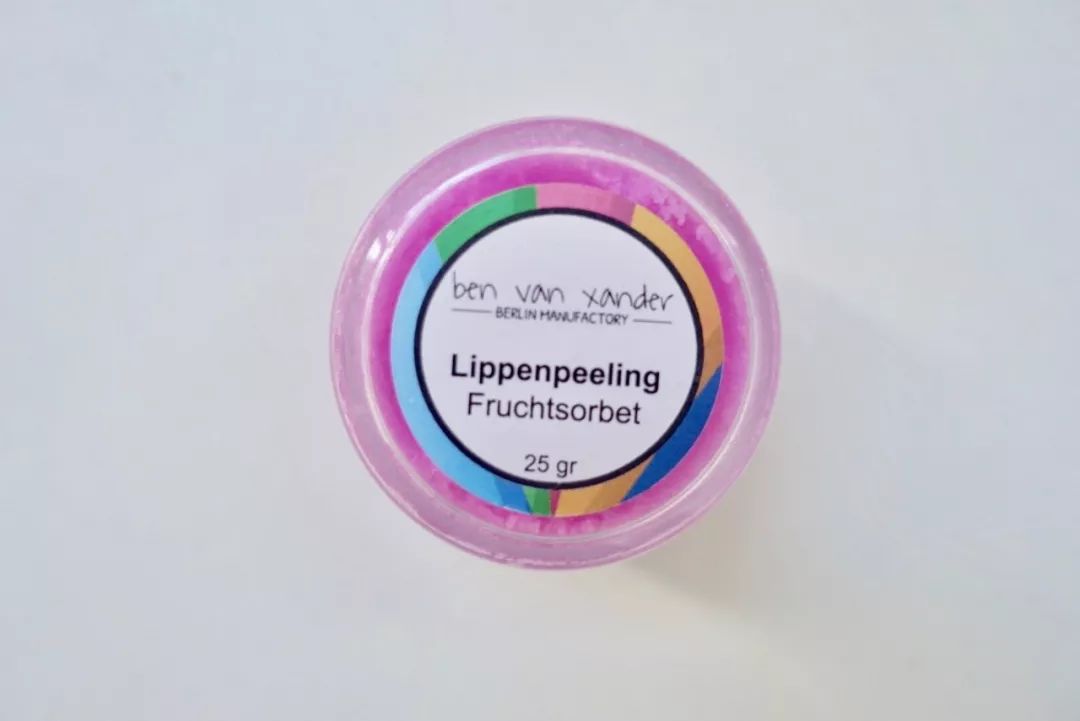 ben van xander
BERLIN MANUFACTORY
Lippenpeeling
Fruchtsorbet
25 gr